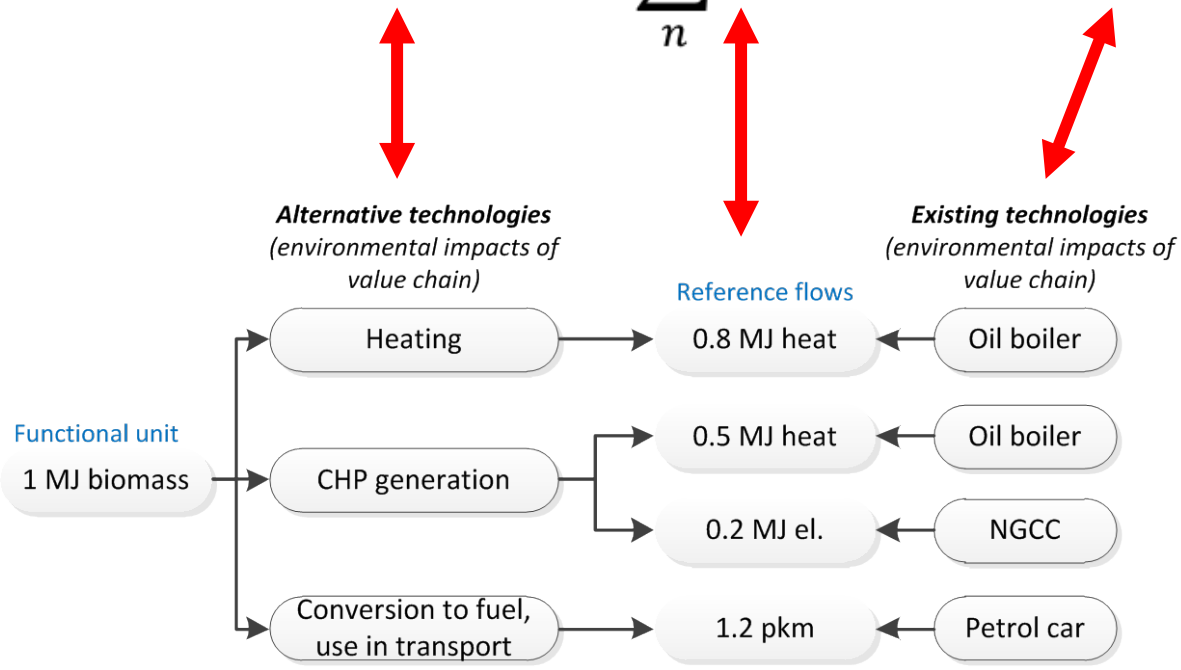 n
Alternative technologies
(environmental impacts of
value chain)
Existing technologies
(environmental impacts of
value chain)
Reference flows
Heating
0.8 MJ heat
Oil boiler
Functional unit
1 MJ biomass
CHP generation
0.5 MJ heat
Oil boiler
0.2 MJ el.
NGCC
Conversion to fuel,
use in transport
1.2 pkm
Petrol car